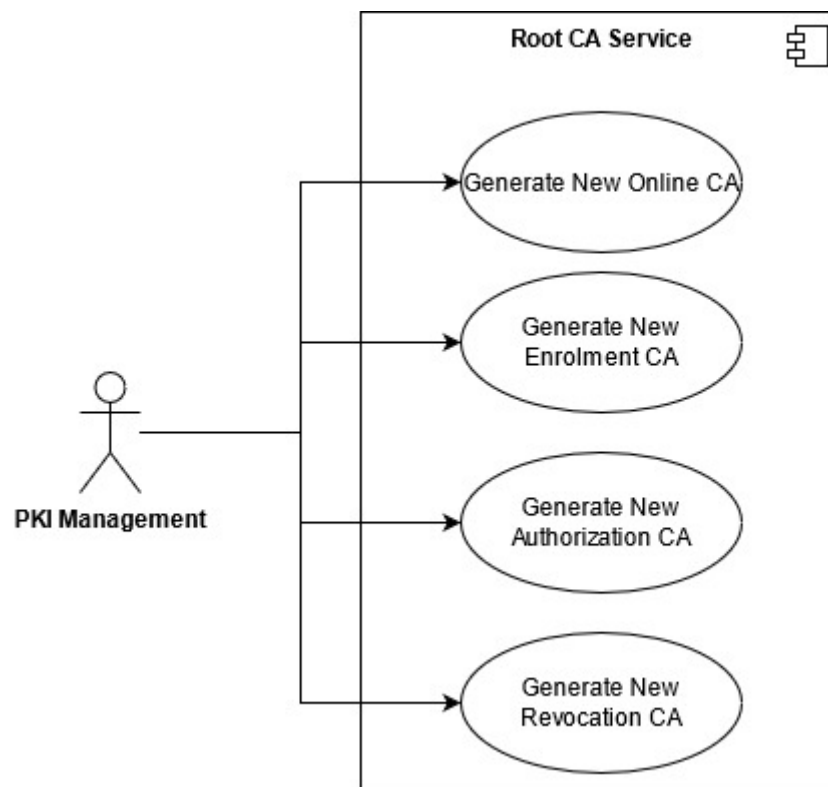 Root CA Service
Generate New Online CA
Generate New
Enrolment CA
PKI Management
Generate New
Authorization CA
Generate New
Revocation CA